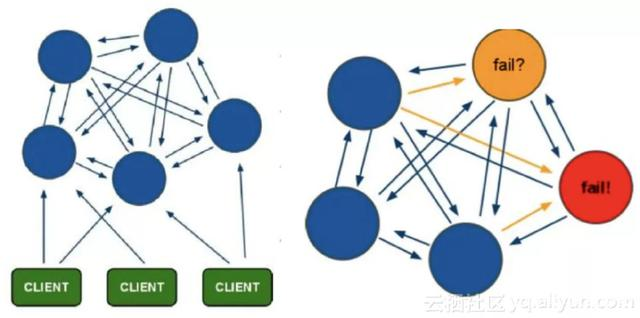 fail?
fail!
CLIENT
CLIENT
CLIENT
云栖社区 yq.aliyun.com